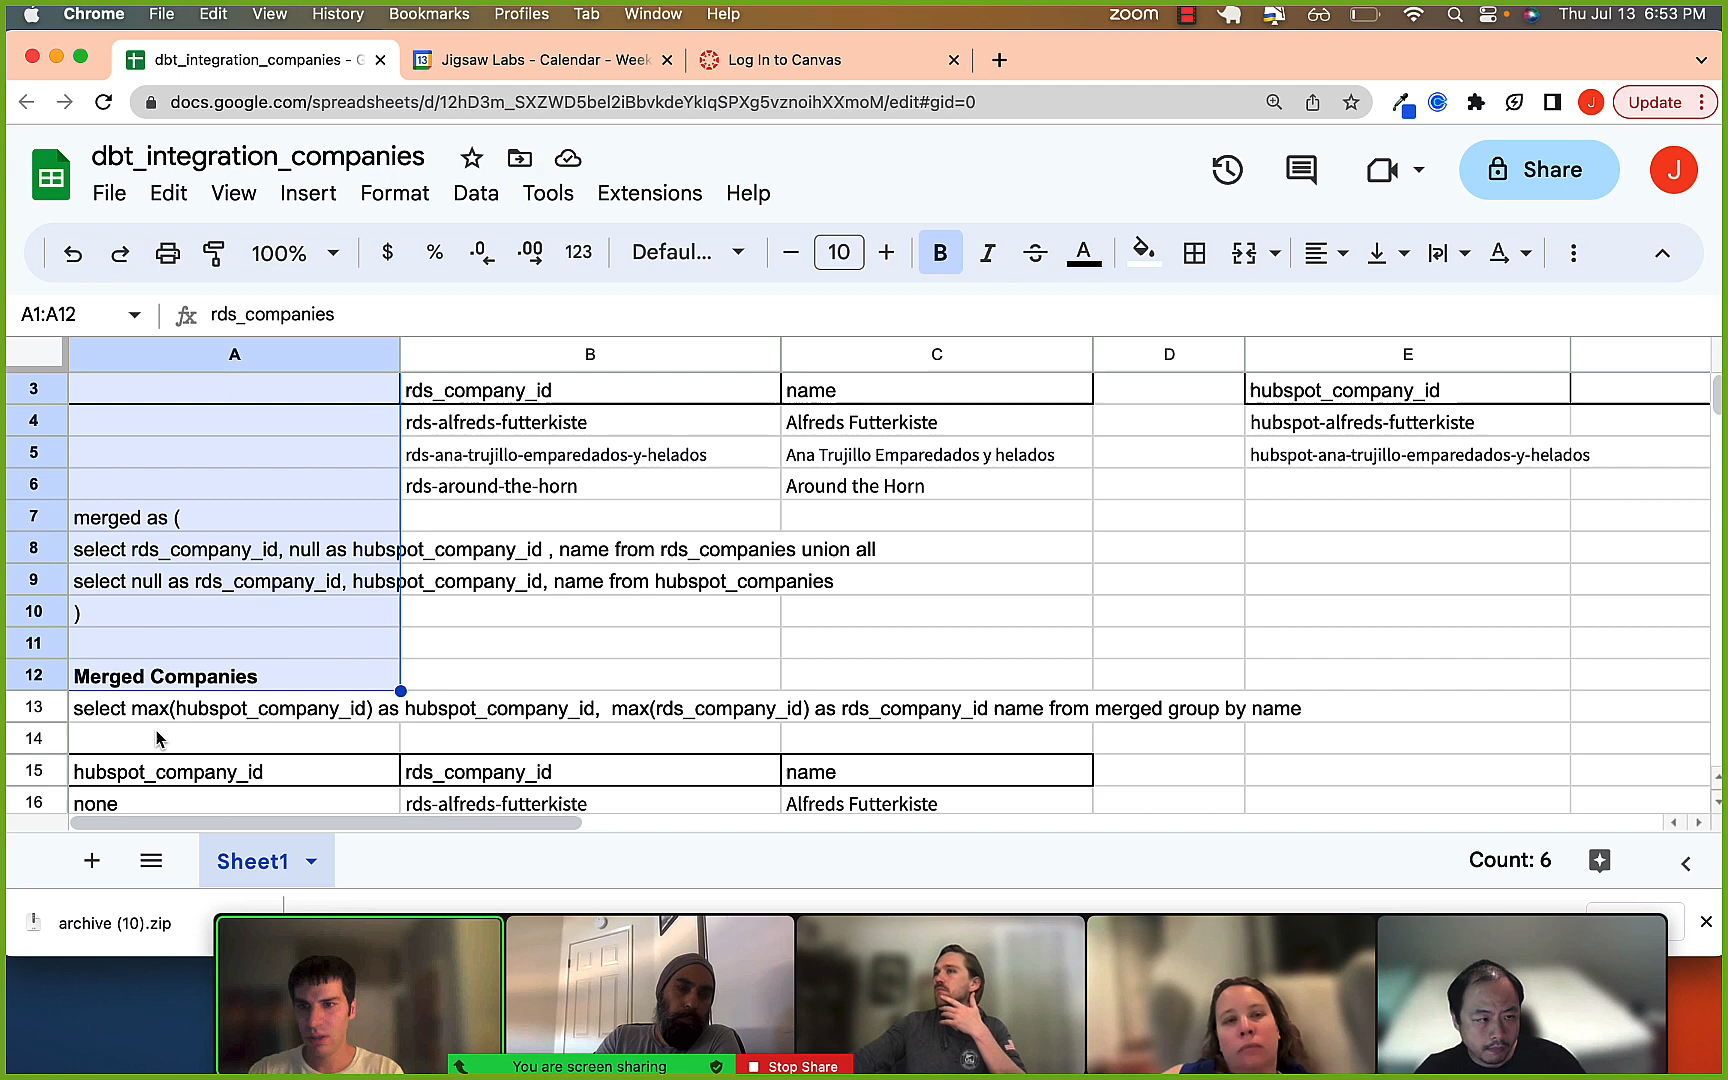 Chrome File Edit View History Bookmarks Profiles Tab Window Help zoom Thu Jul 13 6:53 PM
dbt_integration_companies - G Jigsaw Labs - Calendar - Week Log In to Canvas
docs.google.com/spreadsheets/d/12hD3m_SXZWD5bel2iBbvkdeYkIqSPXg5vznoihXXmoM/edit#gid=0 J Update
dbt_integration_companies
File Edit View Insert Format Data Tools Extensions Help
Share J
100% $ % .0 .00 123 Defaul... 10 B I S A A
A1:A12 fx rds_companies
A B C D E
3 rds_company_id name hubspot_company_id
4 rds-alfreds-futterkiste Alfreds Futterkiste hubspot-alfreds-futterkiste
5 rds-ana-trujillo-emparedados-y-helados Ana Trujillo Emparedados y helados hubspot-ana-trujillo-emparedados-y-helados
6 rds-around-the-horn Around the Horn
7 merged as (
8 select rds_company_id, null as hubspot_company_id , name from rds_companies union all
9 select null as rds_company_id, hubspot_company_id, name from hubspot_companies
10 )
11
12 Merged Companies
13 select max(hubspot_company_id) as hubspot_company_id, max(rds_company_id) as rds_company_id name from merged group by name
14
15 hubspot_company_id rds_company_id name
16 none rds-alfreds-futterkiste Alfreds Futterkiste
Sheet1 Count: 6
archive (10).zip
You are screen sharing Stop Share